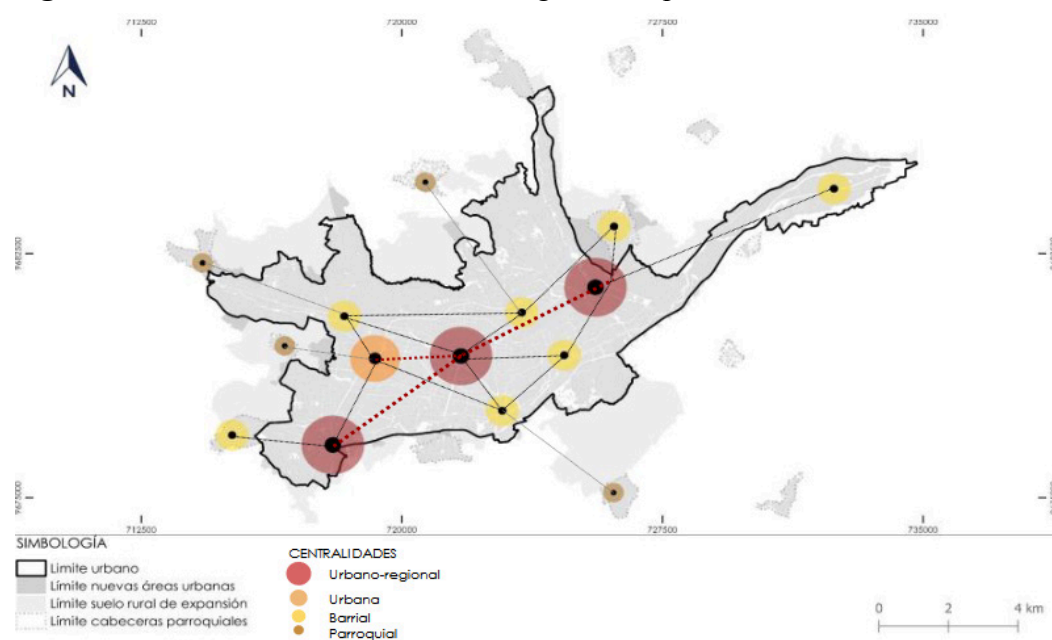 712500 720000 727500 735000
N
9682500
9675000
712500 720000 727500 735000
SIMBOLOGÍA
Limite urbano
Límite nuevas áreas urbanas
Límite suelo rural de expansión
Límite cabeceras parroquiales
CENTRALIDADES
Urbano-regional
Urbana
Barrial
Parroquial
0 2 4 km